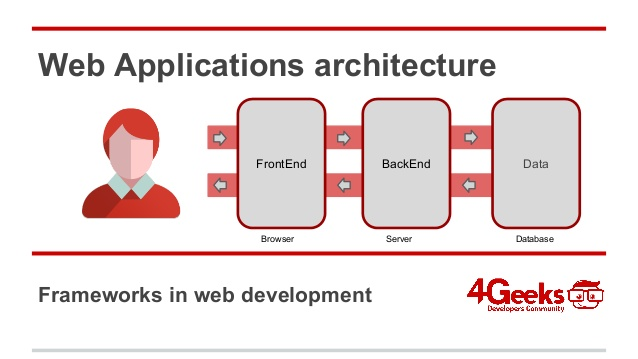 Web Applications architecture
FrontEnd
BackEnd
Data
Browser
Server
Database
Frameworks in web development
4Geeks
Developers Community